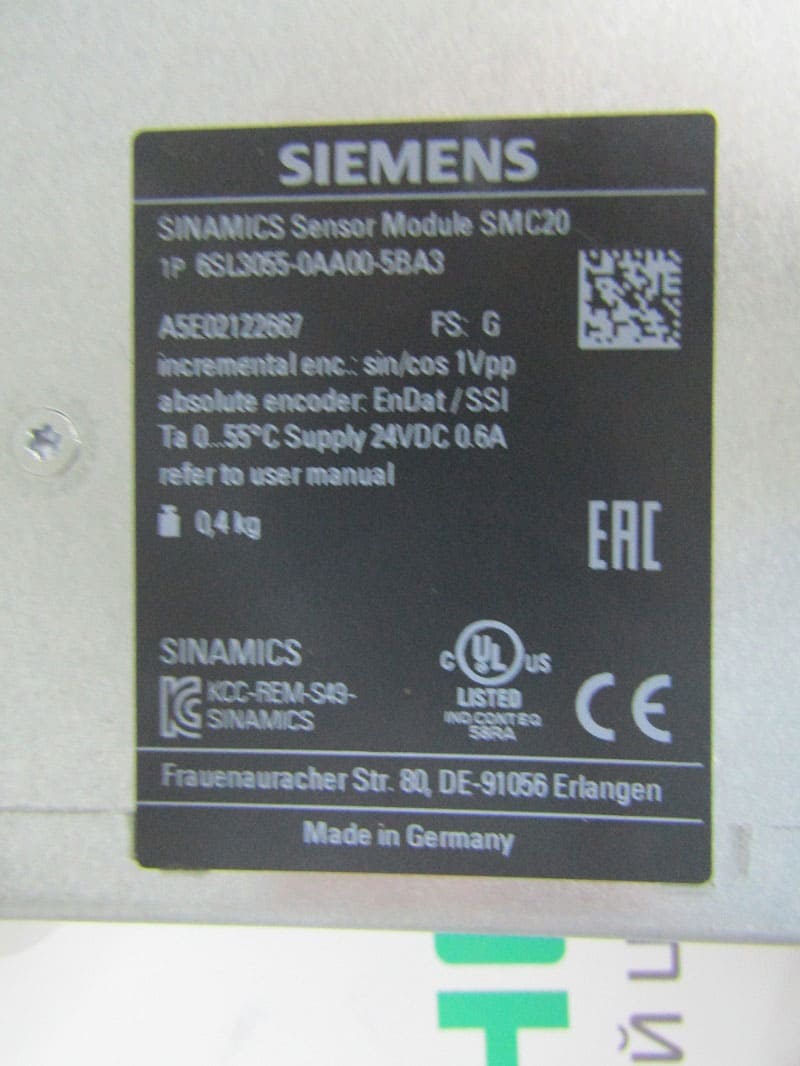 SIEMENS
SINAMICS Sensor Module SMC20
1P 6SL3055-0AA00-5BA3
A5E02122667 FS: G
incremental enc.: sin/cos 1Vpp
absolute encoder: EnDat / SSI
Ta 0...55°C Supply 24VDC 0.6A
refer to user manual
0,4 kg
EAC
SINAMICS
KCC-REM-S49-
SINAMICS
C UL US
LISTED
IND CONT EQ
58RA
CE
Frauenauracher Str. 80, DE-91056 Erlangen
Made in Germany